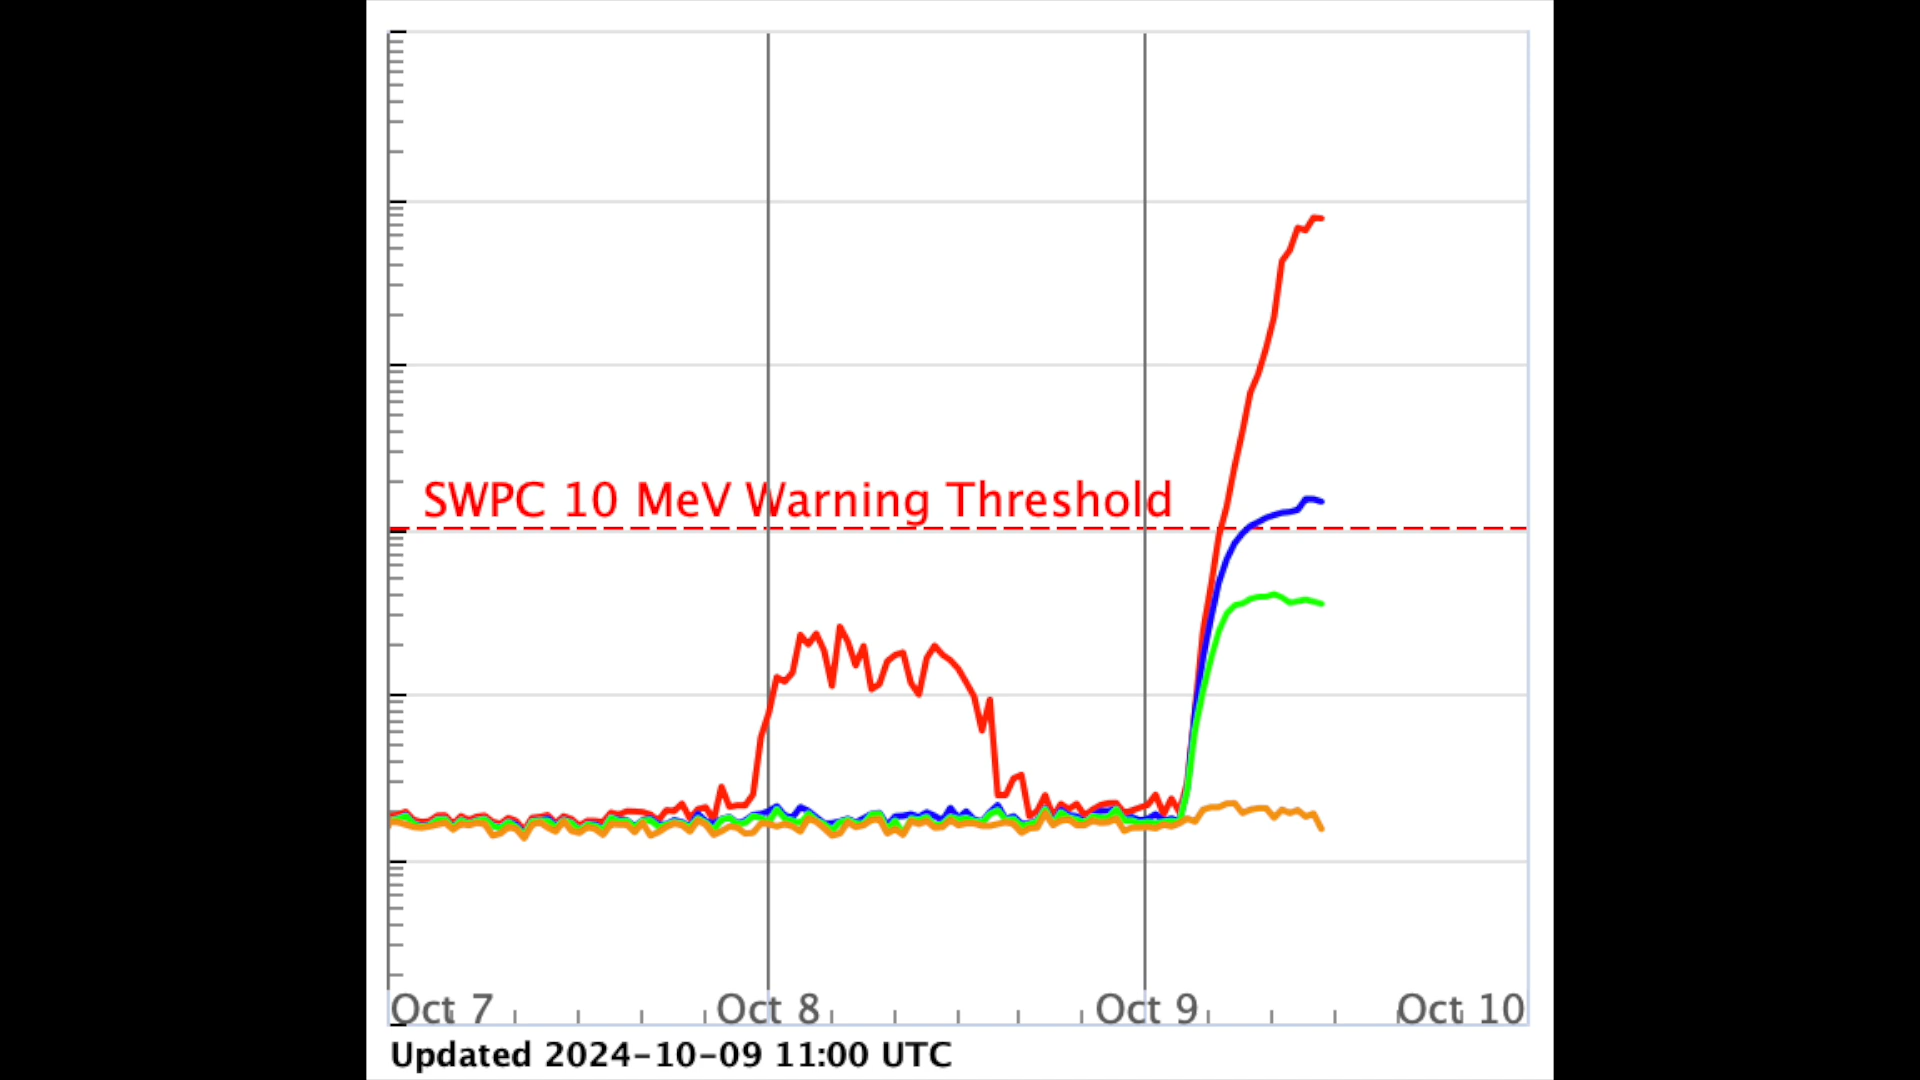 SWPC 10 MeV Warning Threshold
Oct 7 Oct 8 Oct 9 Oct 10
Updated 2024-10-09 11:00 UTC